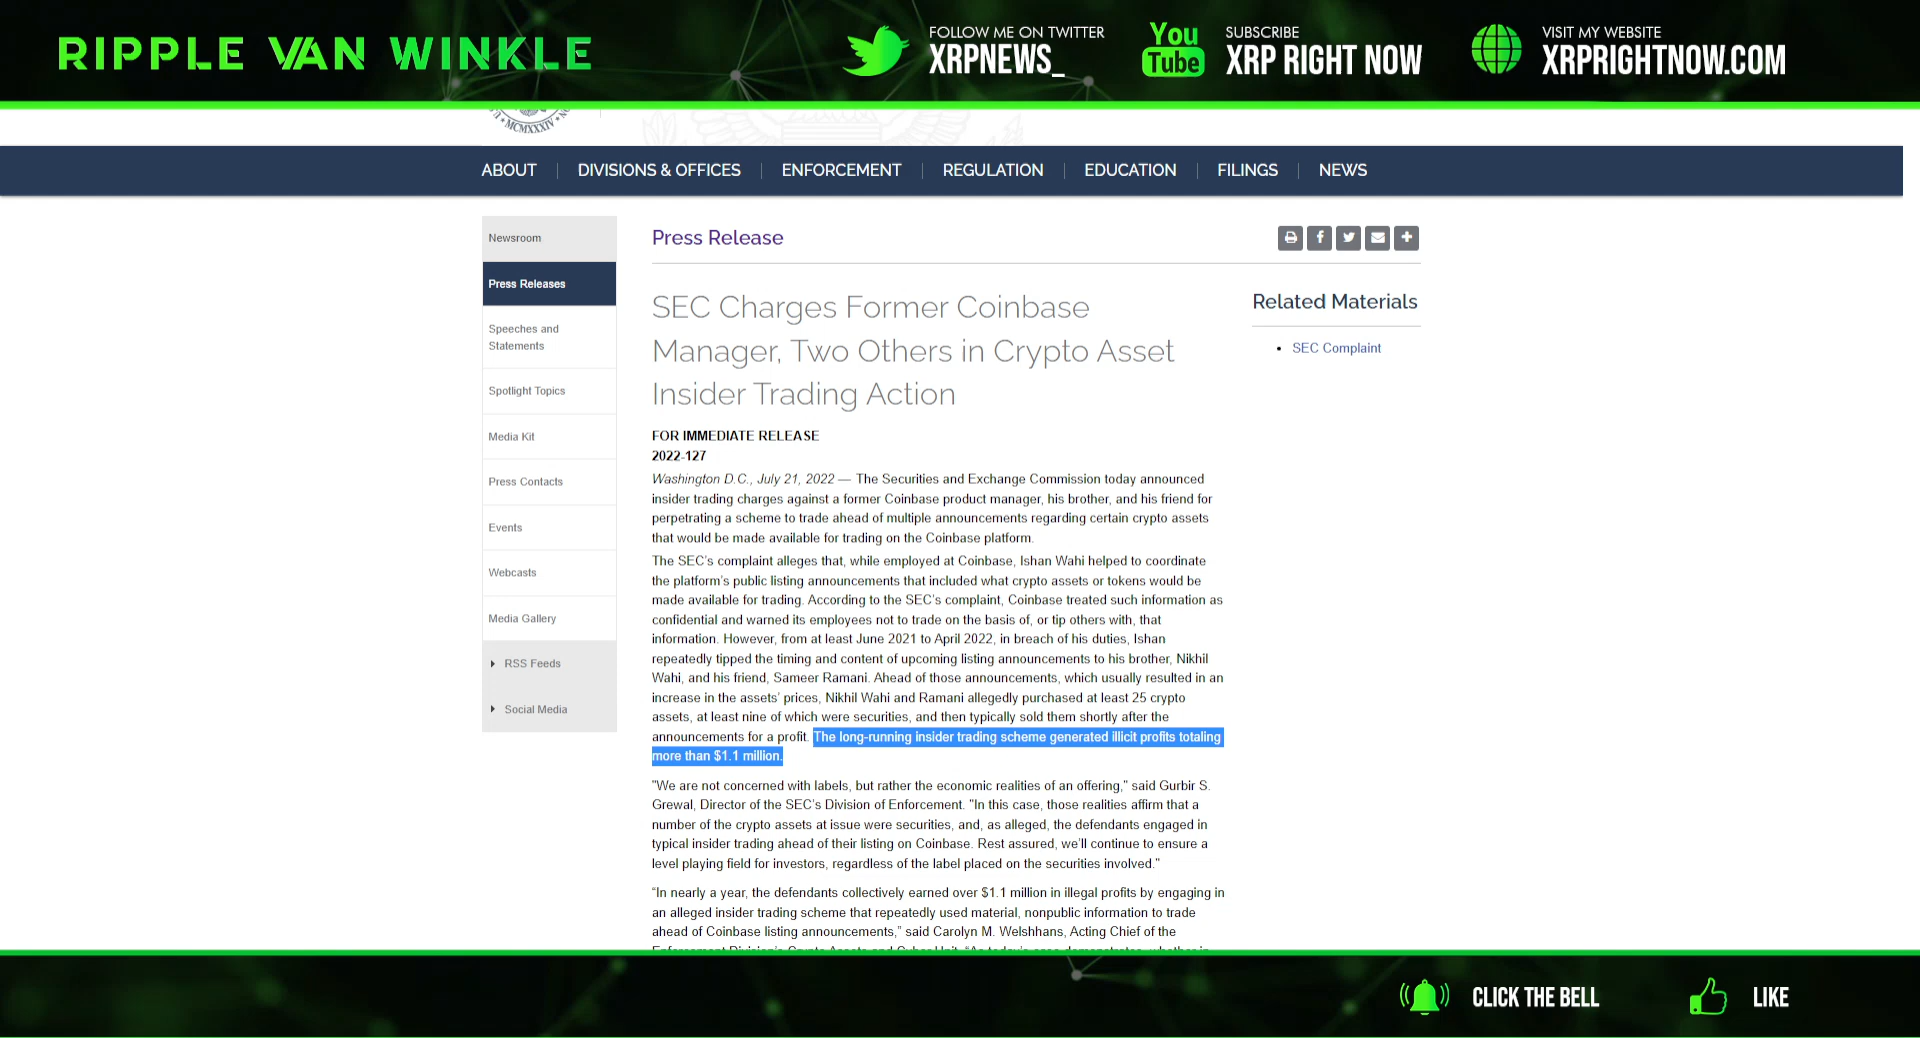 RIPPLE VAN WINKLE
FOLLOW ME ON TWITTER
XRPNEWS_
You
Tube
SUBSCRIBE
XRP RIGHT NOW
VISIT MY WEBSITE
XRPRIGHTNOW.COM
MCMXXXIV
ABOUT
DIVISIONS & OFFICES
ENFORCEMENT
REGULATION
EDUCATION
FILINGS
NEWS
Newsroom
Press Releases
Speeches and
Statements
Spotlight Topics
Media Kit
Press Contacts
Events
Webcasts
Media Gallery
RSS Feeds
Social Media
Press Release
SEC Charges Former Coinbase
Manager, Two Others in Crypto Asset
Insider Trading Action
FOR IMMEDIATE RELEASE
2022-127
Washington D.C., July 21, 2022 — The Securities and Exchange Commission today announced
insider trading charges against a former Coinbase product manager, his brother, and his friend for
perpetrating a scheme to trade ahead of multiple announcements regarding certain crypto assets
that would be made available for trading on the Coinbase platform.
The SEC's complaint alleges that, while employed at Coinbase, Ishan Wahi helped to coordinate
the platform's public listing announcements that included what crypto assets or tokens would be
made available for trading. According to the SEC's complaint, Coinbase treated such information as
confidential and warned its employees not to trade on the basis of, or tip others with, that
information. However, from at least June 2021 to April 2022, in breach of his duties, Ishan
repeatedly tipped the timing and content of upcoming listing announcements to his brother, Nikhil
Wahi, and his friend, Sameer Ramani. Ahead of those announcements, which usually resulted in an
increase in the assets' prices, Nikhil Wahi and Ramani allegedly purchased at least 25 crypto
assets, at least nine of which were securities, and then typically sold them shortly after the
announcements for a profit. The long-running insider trading scheme generated illicit profits totaling
more than $1.1 million.
"We are not concerned with labels, but rather the economic realities of an offering," said Gurbir S.
Grewal, Director of the SEC's Division of Enforcement. "In this case, those realities affirm that a
number of the crypto assets at issue were securities, and, as alleged, the defendants engaged in
typical insider trading ahead of their listing on Coinbase. Rest assured, we'll continue to ensure a
level playing field for investors, regardless of the label placed on the securities involved."
“In nearly a year, the defendants collectively earned over $1.1 million in illegal profits by engaging in
an alleged insider trading scheme that repeatedly used material, nonpublic information to trade
ahead of Coinbase listing announcements,” said Carolyn M. Welshhans, Acting Chief of the
Related Materials
SEC Complaint
CLICK THE BELL
LIKE